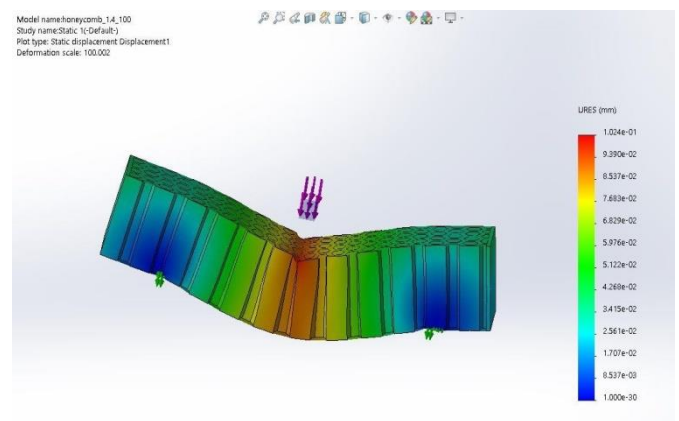 Model name:honeycomb_1.4_100
Study name:Static 1(-Default-)
Plot type: Static displacement Displacement1
Deformation scale: 100.002
URES (mm)
1.024e-01
9.390e-02
8.537e-02
7.683e-02
6.829e-02
5.976e-02
5.122e-02
4.268e-02
3.415e-02
2.561e-02
1.707e-02
8.537e-03
1.000e-30